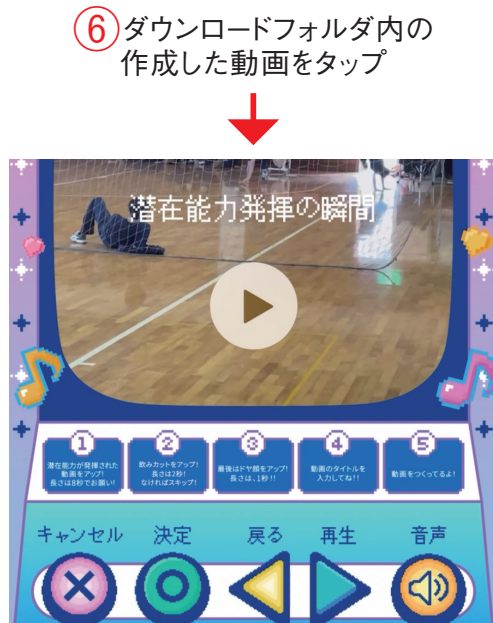 ⑥ダウンロードフォルダ内の
作成した動画をタップ
潜在能力発揮の瞬間
1
潜在能力が発揮された
動画をアップ!
長さは8秒でお願い!
2
飲みカットをアップ!
長さは2秒!
なければスキップ!
3
最後はドヤ顔をアップ!
長さは、1秒!!
4
動画のタイトルを
入力してね!!
5
動画をつくってるよ!
キャンセル 決定 戻る 再生 音声